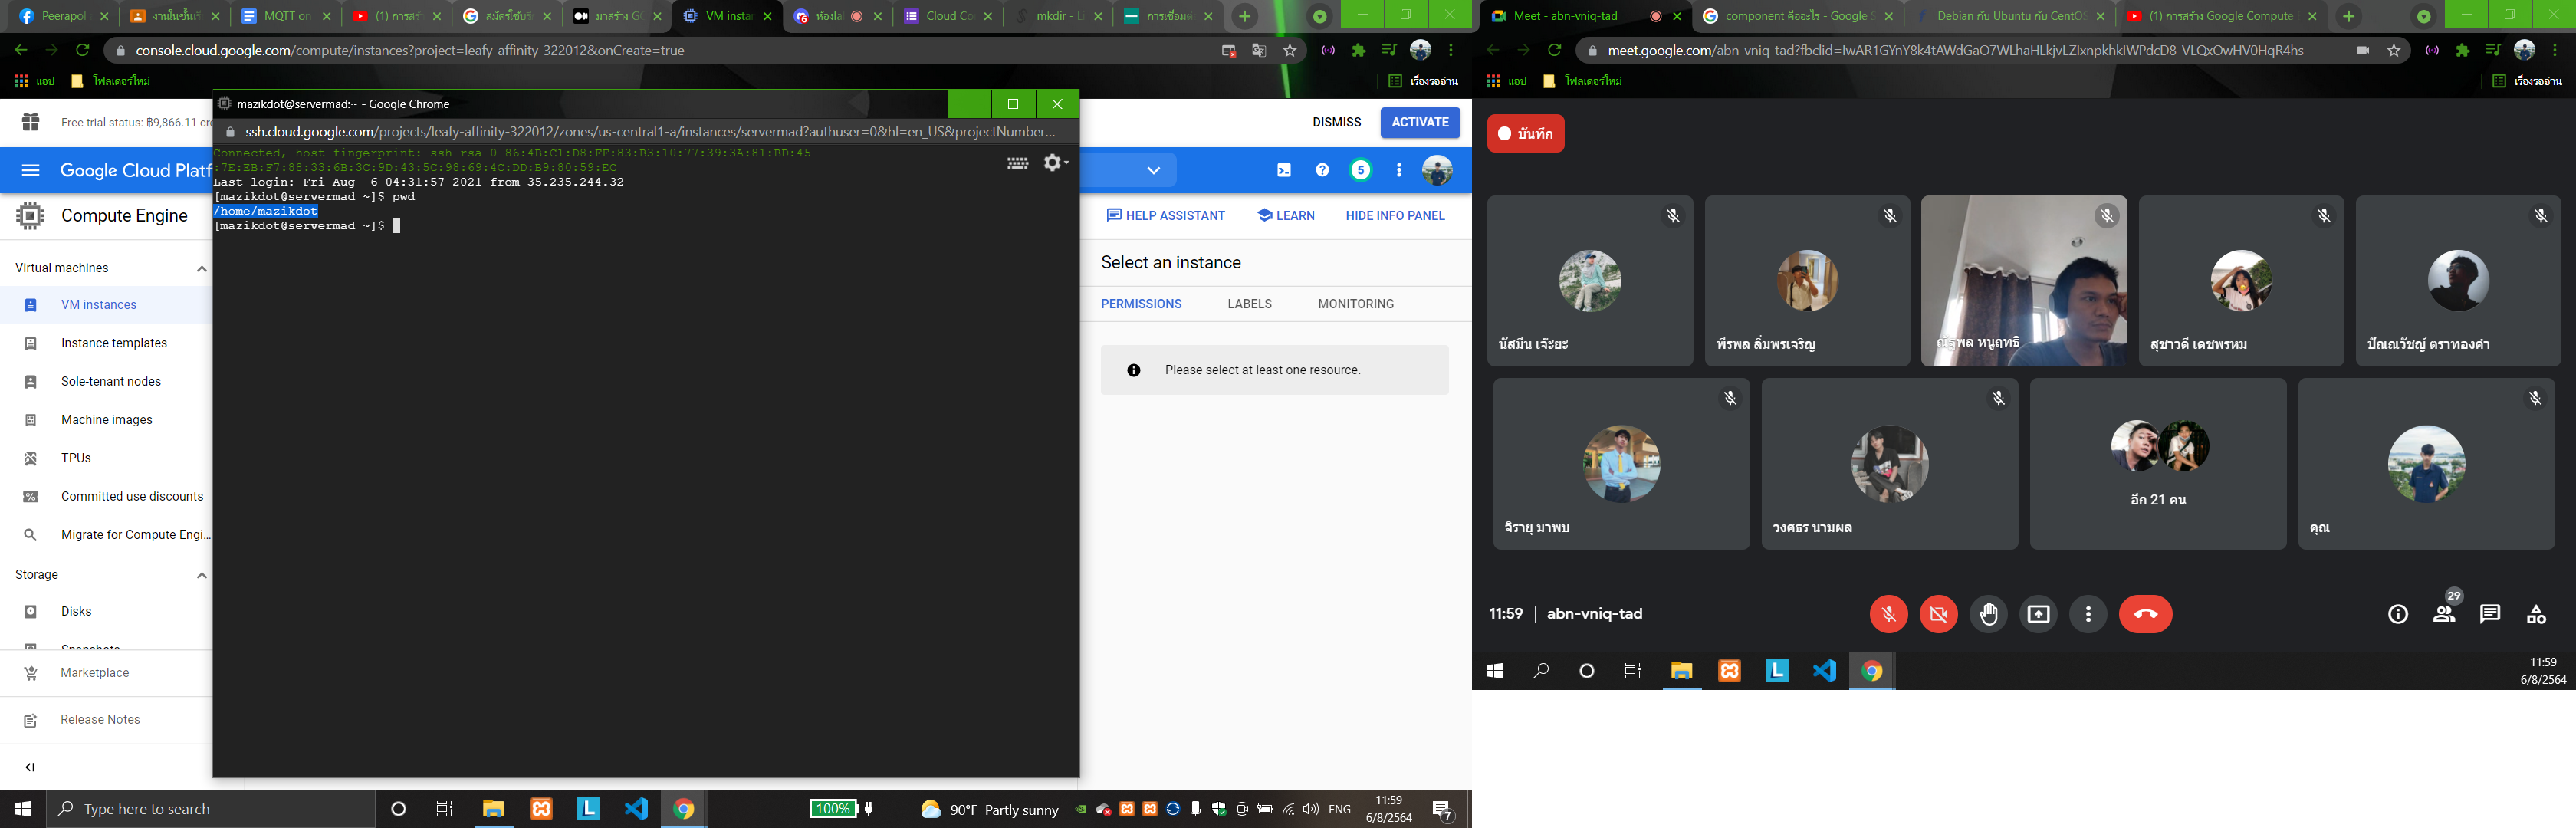 Peerapol
งานในชั้นเรี
MQTT on
(1) การสร้
สมัครใช้บริ
มาสร้าง GC
VM instan
ห้องla
Cloud Co
mkdir - Li
การเชื่อมต่
console.cloud.google.com/compute/instances?project=leafy-affinity-322012&onCreate=true
แอป
โฟลเดอร์ใหม่
เรื่องรออ่าน
Free trial status: ฿9,866.11 cre
DISMISS
ACTIVATE
Google Cloud Platf
5
Compute Engine
HELP ASSISTANT
LEARN
HIDE INFO PANEL
Virtual machines
VM instances
Instance templates
Sole-tenant nodes
Machine images
TPUs
Committed use discounts
Migrate for Compute Engi...
Storage
Disks
Snapshots
Marketplace
Release Notes
mazikdot@servermad:~ - Google Chrome
ssh.cloud.google.com/projects/leafy-affinity-322012/zones/us-central1-a/instances/servermad?authuser=0&hl=en_US&projectNumber...
Connected, host fingerprint: ssh-rsa 0 86:4B:C1:D8:FF:83:B3:10:77:39:3A:81:BD:45
:7E:EB:F7:88:33:6B:3C:9D:43:5C:98:69:4C:DD:B9:80:59:EC
Last login: Fri Aug  6 04:31:57 2021 from 35.235.244.32
[mazikdot@servermad ~]$ pwd
/home/mazikdot
[mazikdot@servermad ~]$
Select an instance
PERMISSIONS
LABELS
MONITORING
Please select at least one resource.
Type here to search
100%
90°F Partly sunny
ENG
11:59
6/8/2564
7
Meet - abn-vniq-tad
component คืออะไร - Google S
Debian กับ Ubuntu กับ CentOS
(1) การสร้าง Google Compute
meet.google.com/abn-vniq-tad?fbclid=IwAR1GYnY8k4tAWdGaO7WLhaHLkjvLZIxnpkhkIWPdcD8-VLQxOwHV0HqR4hs
แอป
โฟลเดอร์ใหม่
เรื่องรออ่าน
บันทึก
นัสมีน เจ๊ะยะ
พีรพล ลิ่มพรเจริญ
ณัฐพล หนูฤทธิ์
สุชาวดี เดชพรหม
ปัณณวัชญ์ ตราทองคำ
จิรายุ มาพบ
วงศธร นามผล
อีก 21 คน
คุณ
11:59
abn-vniq-tad
29
11:59
6/8/2564